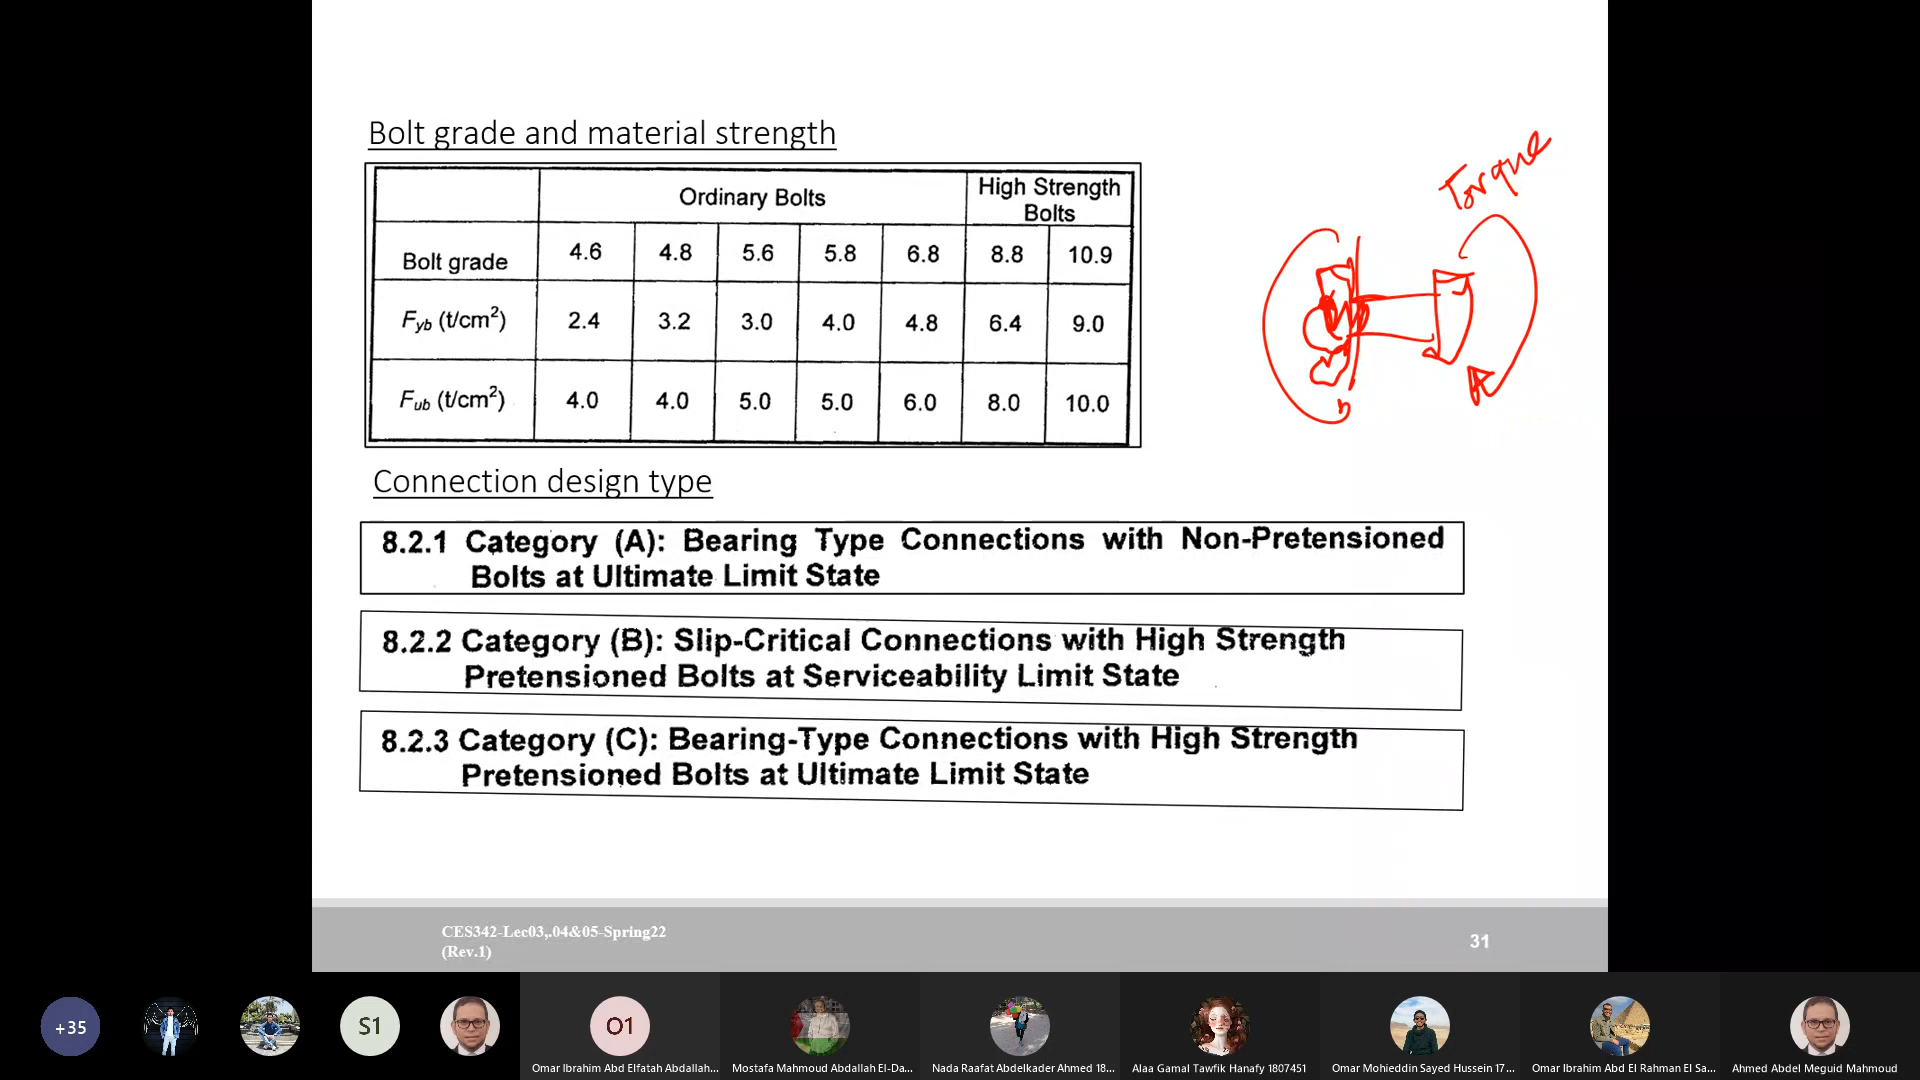 Bolt grade and material strength
Ordinary Bolts
High Strength
Bolts
Bolt grade 4.6 4.8 5.6 5.8 6.8 8.8 10.9
Fyb (t/cm2) 2.4 3.2 3.0 4.0 4.8 6.4 9.0
Fub (t/cm2) 4.0 4.0 5.0 5.0 6.0 8.0 10.0
Torque
Connection design type
8.2.1 Category (A): Bearing Type Connections with Non-Pretensioned
Bolts at Ultimate Limit State
8.2.2 Category (B): Slip-Critical Connections with High Strength
Pretensioned Bolts at Serviceability Limit State
8.2.3 Category (C): Bearing-Type Connections with High Strength
Pretensioned Bolts at Ultimate Limit State
CES342-Lec03,.04&05-Spring22
(Rev.1)
31
+35
S1
O1
Omar Ibrahim Abd Elfatah Abdallah...
Mostafa Mahmoud Abdallah El-Da...
Nada Raafat Abdelkader Ahmed 18...
Alaa Gamal Tawfik Hanafy 1807451
Omar Mohieddin Sayed Hussein 17...
Omar Ibrahim Abd El Rahman El Sa...
Ahmed Abdel Meguid Mahmoud